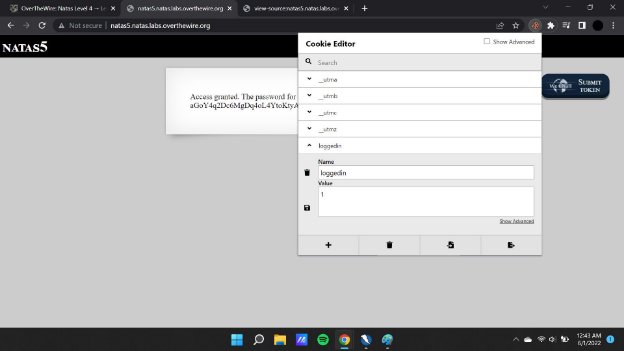 OverTheWire: Natas Level 4 → Le
natas5.natas.labs.overthewire.org
view-source:natas5.natas.labs.ov
Not secure
natas5.natas.labs.overthewire.org
NATAS5
Cookie Editor
Show Advanced
Search
__utma
__utmb
__utmc
__utmz
loggedin
Name
loggedin
Value
1
Show Advanced
Access granted. The password for
SUBMIT
TOKEN
12:43 AM
6/1/2022